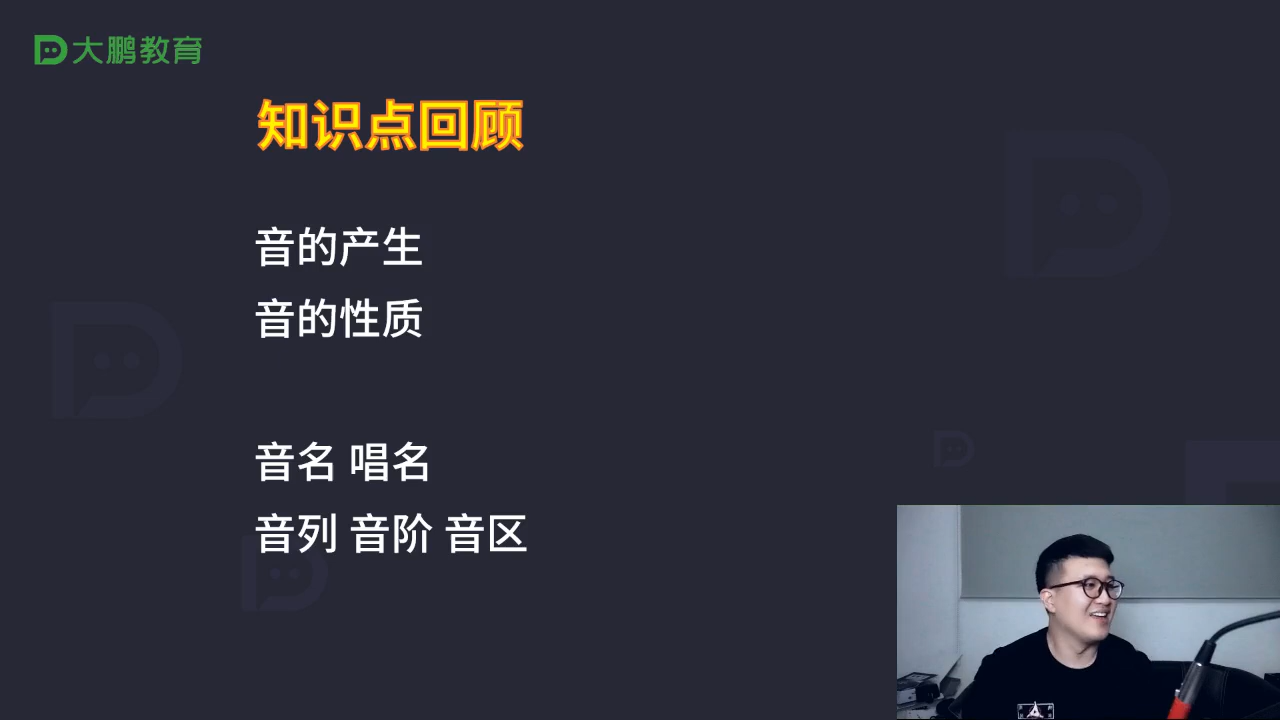 大鹏教育
知识点回顾
音的产生
音的性质
音名 唱名
音列 音阶 音区